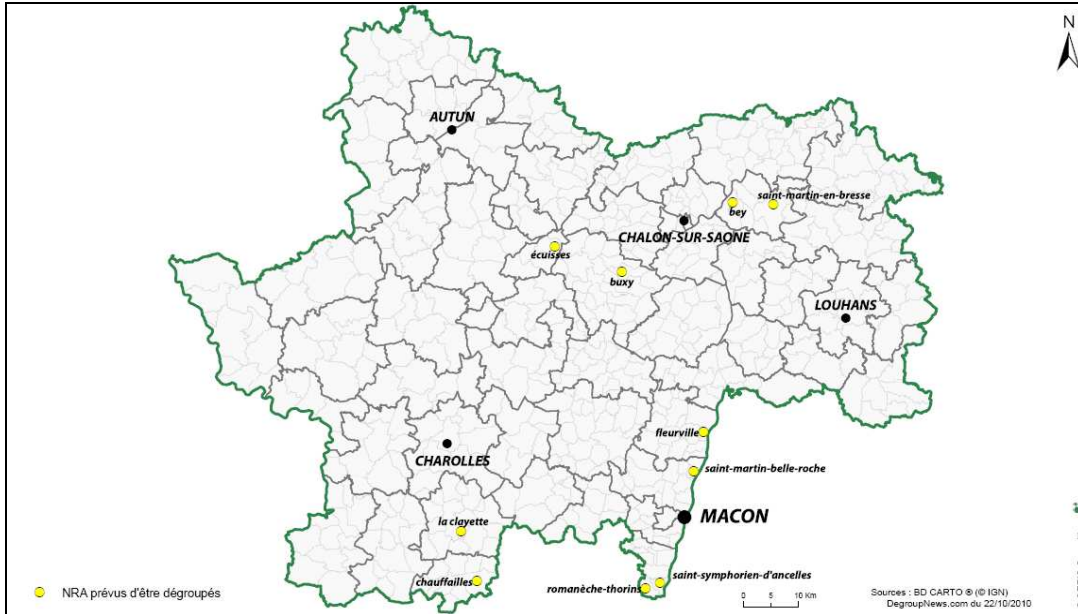 N
AUTUN
saint-martin-en-bresse
bey
CHALON-SUR-SAONE
écuisses
buxy
LOUHANS
fleurville
CHAROLLES
saint-martin-belle-roche
MACON
la clayette
chauffailles
saint-symphorien-d'ancelles
romanèche-thorins
NRA prévus d'être dégroupés
0 10 Km
Sources : BD CARTO ® (© IGN)
DegroupNews.com du 22/10/2010